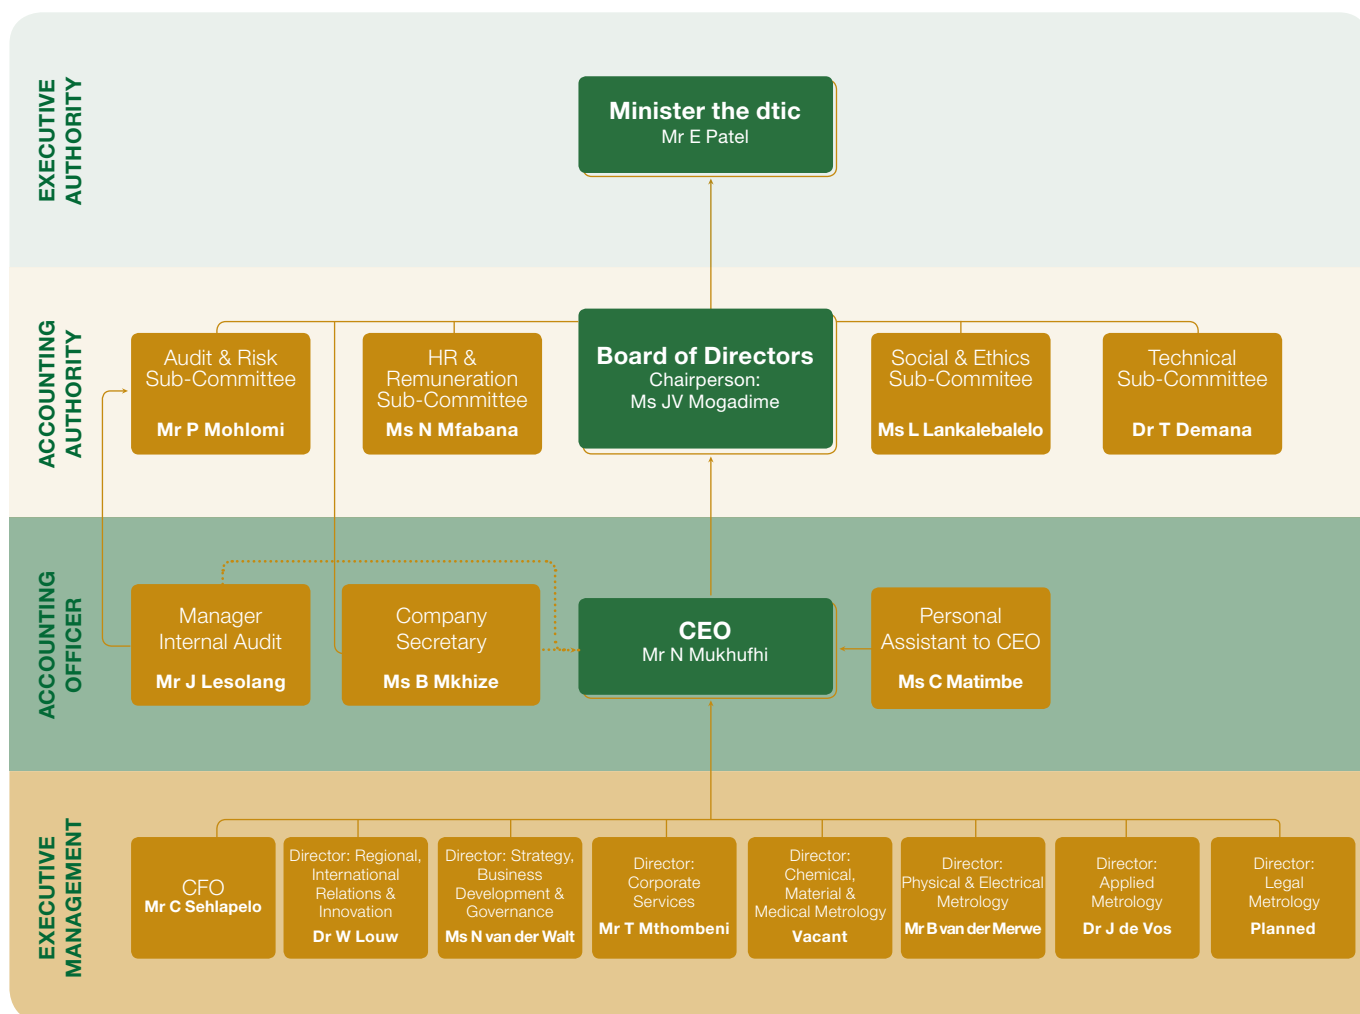 EXECUTIVE
AUTHORITY
Minister the dtic
Mr E Patel
ACCOUNTING
AUTHORITY
Audit & Risk
Sub-Committee
Mr P Mohlomi
HR &
Remuneration
Sub-Committee
Ms N Mfabana
Board of Directors
Chairperson:
Ms JV Mogadime
Social & Ethics
Sub-Commitee
Ms L Lankalebalelo
Technical
Sub-Committee
Dr T Demana
ACCOUNTING
OFFICER
Manager
Internal Audit
Mr J Lesolang
Company
Secretary
Ms B Mkhize
CEO
Mr N Mukhufhi
Personal
Assistant to CEO
Ms C Matimbe
EXECUTIVE
MANAGEMENT
CFO
Mr C Sehlapelo
Director: Regional,
International
Relations &
Innovation
Dr W Louw
Director: Strategy,
Business
Development &
Governance
Ms N van der Walt
Director:
Corporate
Services
Mr T Mthombeni
Director:
Chemical,
Material &
Medical Metrology
Vacant
Director:
Physical & Electrical
Metrology
Mr B van der Merwe
Director:
Applied
Metrology
Dr J de Vos
Director:
Legal
Metrology
Planned